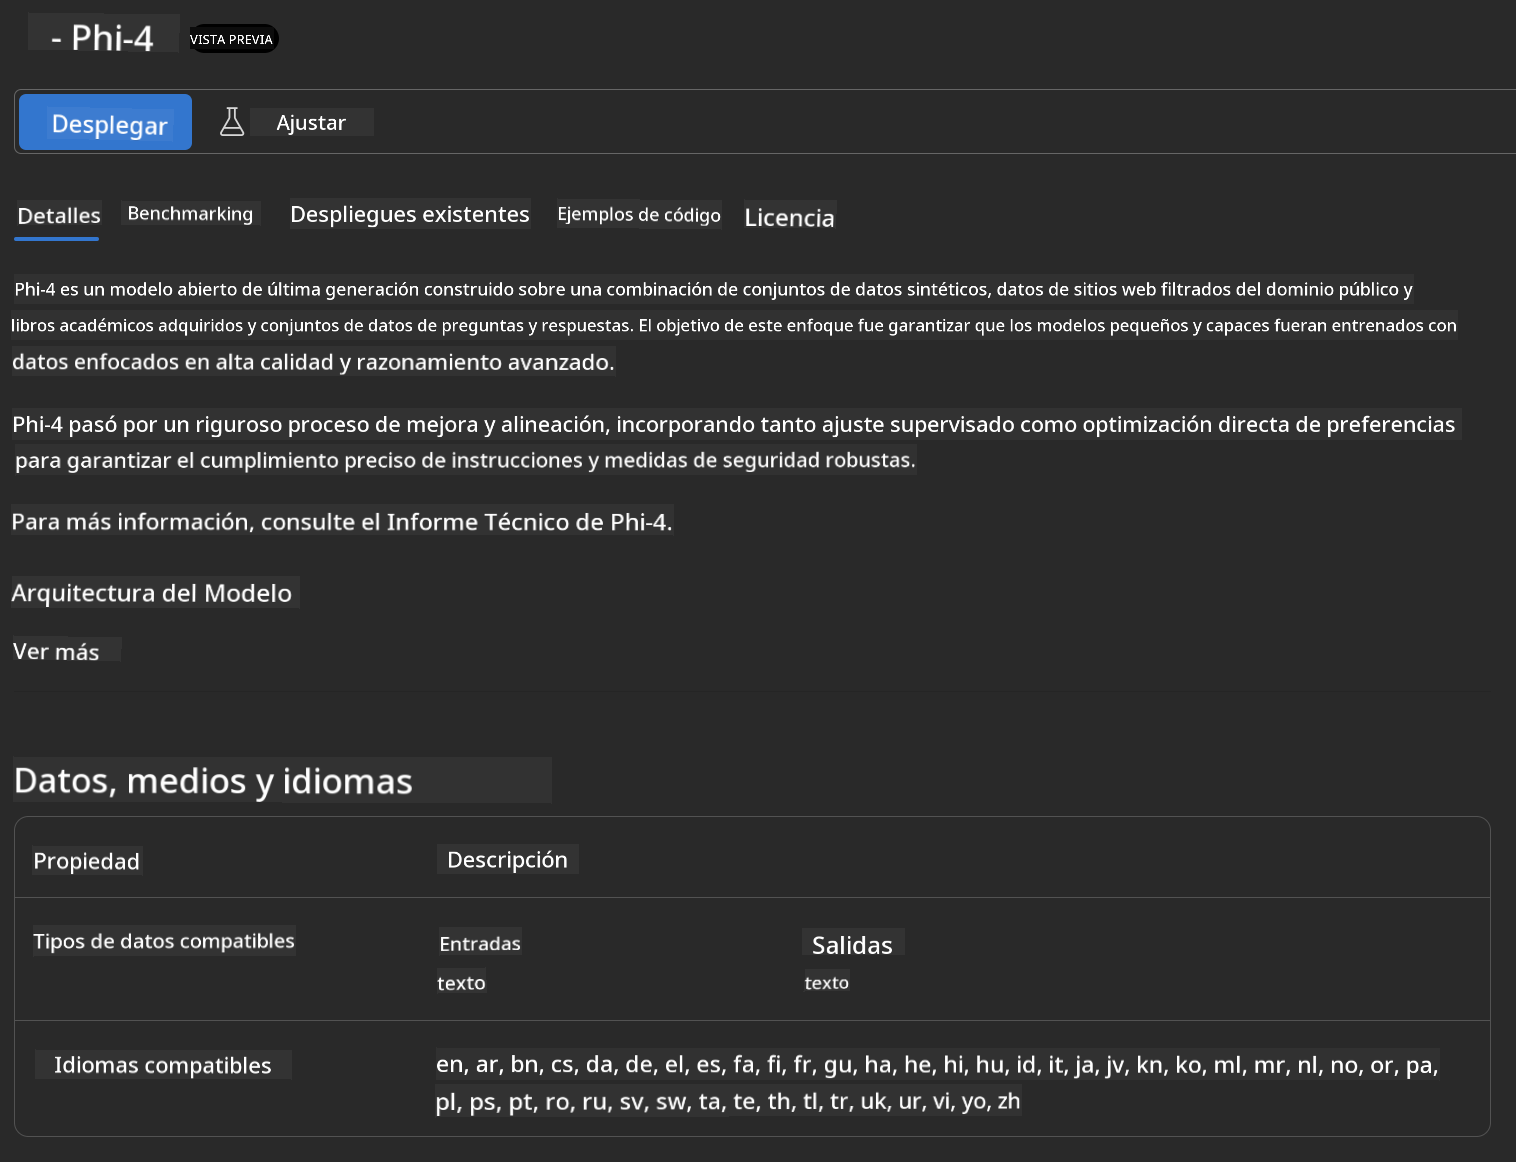 - Phi-4 VISTA PREVIA
Desplegar Ajustar
Detalles Benchmarking Despliegues existentes Ejemplos de código Licencia
Phi-4 es un modelo abierto de última generación construido sobre una combinación de conjuntos de datos sintéticos, datos de sitios web filtrados del dominio público y
libros académicos adquiridos y conjuntos de datos de preguntas y respuestas. El objetivo de este enfoque fue garantizar que los modelos pequeños y capaces fueran entrenados con
datos enfocados en alta calidad y razonamiento avanzado.
Phi-4 pasó por un riguroso proceso de mejora y alineación, incorporando tanto ajuste supervisado como optimización directa de preferencias
para garantizar el cumplimiento preciso de instrucciones y medidas de seguridad robustas.
Para más información, consulte el Informe Técnico de Phi-4.
Arquitectura del Modelo
Ver más
Datos, medios y idiomas
Propiedad Descripción
Tipos de datos compatibles Entradas Salidas
texto texto
Idiomas compatibles en, ar, bn, cs, da, de, el, es, fa, fi, fr, gu, ha, he, hi, hu, id, it, ja, jv, kn, ko, ml, mr, nl, no, or, pa,
pl, ps, pt, ro, ru, sv, sw, ta, te, th, tl, tr, uk, ur, vi, yo, zh